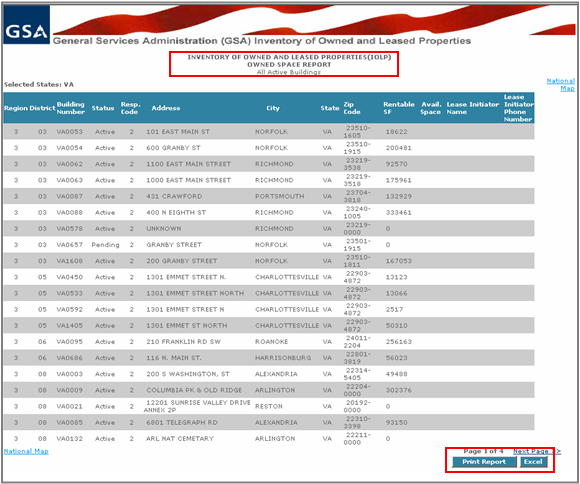 GSA
General Services Administration (GSA) Inventory of Owned and Leased Properties
INVENTORY OF OWNED AND LEASED PROPERTIES(IOLP)
OWNED SPACE REPORT
All Active Buildings
Selected States: VA
National Map
Region District Building Number Status Resp. Code Address City State Zip Code Rentable SF Avail. Space Lease Initiator Name Lease Initiator Phone Number
3 03 VA0053 Active 2 101 EAST MAIN ST NORFOLK VA 23510-1605 18622
3 03 VA0054 Active 2 600 GRANBY ST NORFOLK VA 23510-1915 200481
3 03 VA0062 Active 2 1100 EAST MAIN STREET RICHMOND VA 23219-3538 92570
3 03 VA0063 Active 2 1000 EAST MAIN STREET RICHMOND VA 23219-3518 175961
3 03 VA0087 Active 2 431 CRAWFORD PORTSMOUTH VA 23704-3818 132929
3 03 VA0088 Active 2 400 N EIGHTH ST RICHMOND VA 23240-1005 333461
3 03 VA0578 Active 2 UNKNOWN RICHMOND VA 23219-0000 0
3 03 VA0657 Pending 2 GRANBY STREET NORFOLK VA 23501-1915 0
3 03 VA1608 Active 2 200 GRANBY STREET NORFOLK VA 23510-1811 167053
3 05 VA0450 Active 2 1301 EMMET STREET N. CHARLOTTESVILLE VA 22903-4872 13123
3 05 VA0533 Active 2 1301 EMMET STREET NORTH CHARLOTTESVILLE VA 22903-4872 13066
3 05 VA0592 Active 2 1301 EMMET STREET N CHARLOTTESVILLE VA 22903-4872 2517
3 05 VA1405 Active 2 1301 EMMET ST NORTH CHARLOTTESVILLE VA 22903-4872 50310
3 06 VA0095 Active 2 210 FRANKLIN RD SW ROANOKE VA 24011-2204 256163
3 06 VA0686 Active 2 116 N. MAIN ST. HARRISONBURG VA 22801-3819 56023
3 08 VA0003 Active 2 200 S WASHINGTON, ST ALEXANDRIA VA 22314-5405 49488
3 08 VA0009 Active 2 COLUMBIA PK & OLD RIDGE ARLINGTON VA 22204-0000 302376
3 08 VA0021 Active 2 12201 SUNRISE VALLEY DRIVE ANNEX 2P RESTON VA 20192-0000 0
3 08 VA0085 Active 2 6801 TELEGRAPH RD ALEXANDRIA VA 22310-3398 93150
3 08 VA0132 Active 2 ARL NAT CEMETARY ARLINGTON VA 22211-0000 0
National Map Page 1 of 4 Next Page >>
Print Report Excel